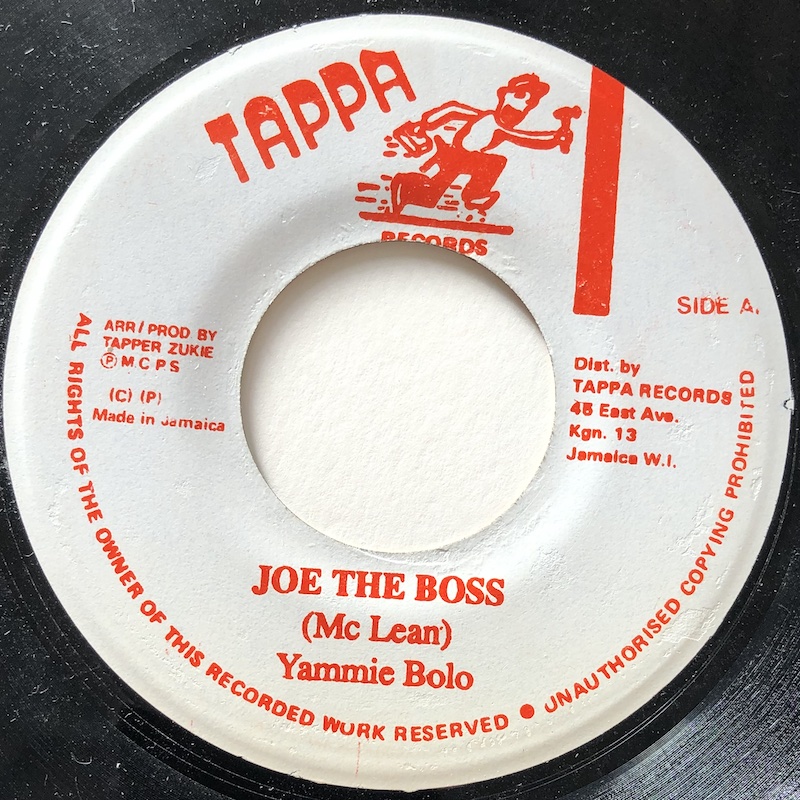 TAPPA
RECORDS
SIDE A.
ARR/PROD BY
TAPPER ZUKIE
Ⓟ M.C.P.S
(C) (P)
Made in Jamaica
Dist. by
TAPPA RECORDS
45 East Ave.
Kgn. 13
Jamaica W.I.
JOE THE BOSS
(Mc Lean)
Yammie Bolo
ALL RIGHTS OF THE OWNER OF THIS RECORDED WORK RESERVED ● UNAUTHORISED COPYING PROHIBITED